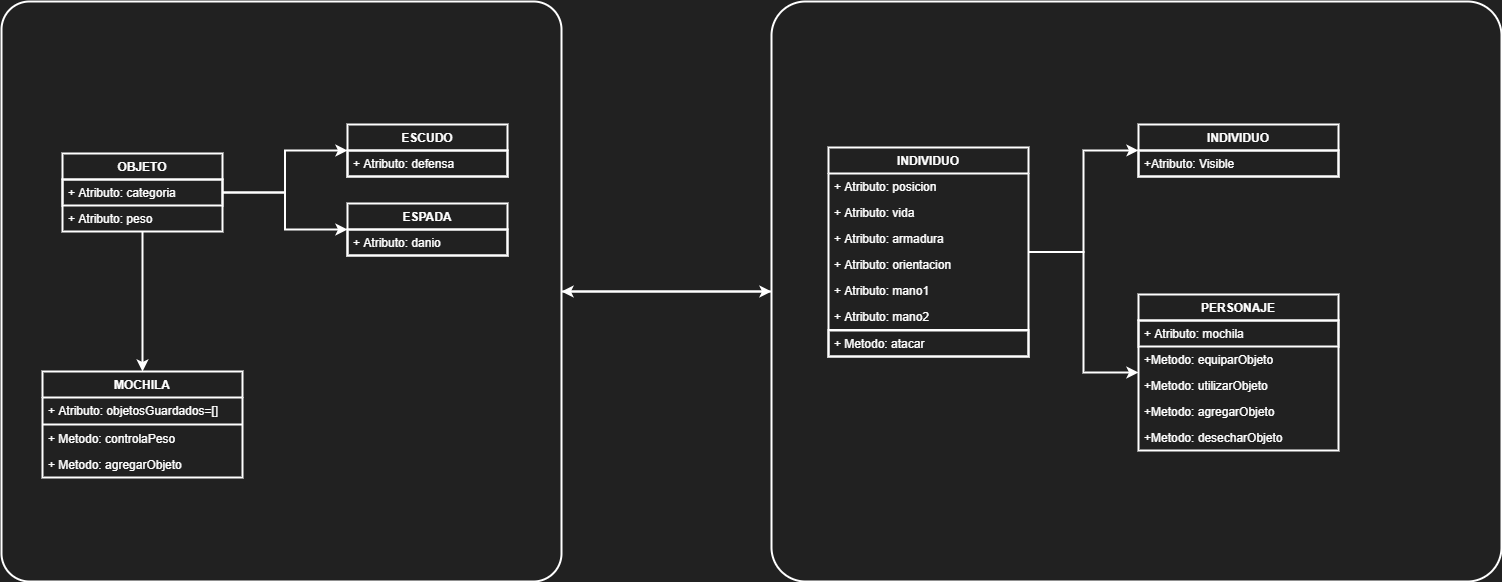 OBJETO
+ Atributo: categoria
+ Atributo: peso
ESCUDO
+ Atributo: defensa
ESPADA
+ Atributo: danio
MOCHILA
+ Atributo: objetosGuardados=[]
+ Metodo: controlaPeso
+ Metodo: agregarObjeto
INDIVIDUO
+ Atributo: posicion
+ Atributo: vida
+ Atributo: armadura
+ Atributo: orientacion
+ Atributo: mano1
+ Atributo: mano2
+ Metodo: atacar
INDIVIDUO
+Atributo: Visible
PERSONAJE
+ Atributo: mochila
+Metodo: equiparObjeto
+Metodo: utilizarObjeto
+Metodo: agregarObjeto
+Metodo: desecharObjeto